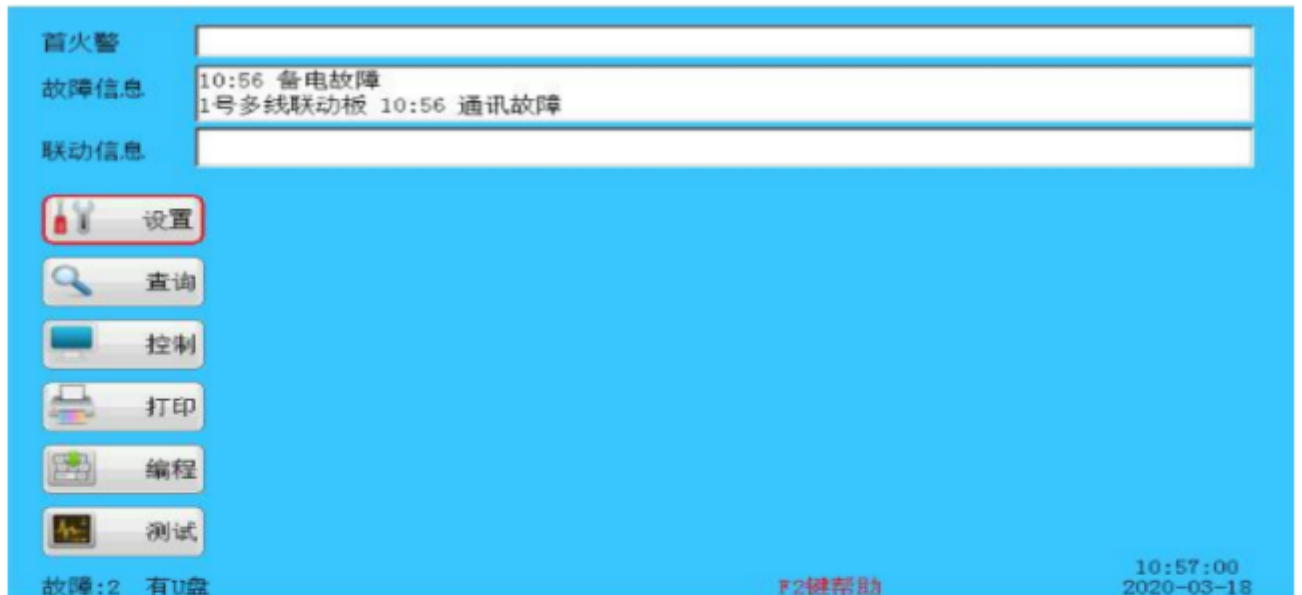 首火警
故障信息
10:56 备电故障
1号多线联动板 10:56 通讯故障
联动信息
设置
查询
控制
打印
编程
测试
故障:2 有U盘
F2键帮助
10:57:00
2020-03-18